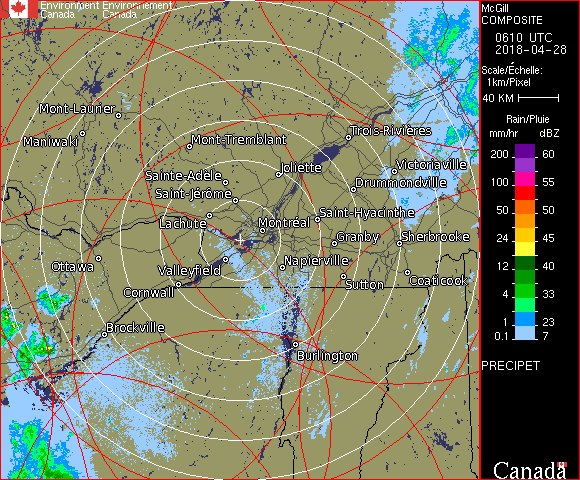 Environment Environnement
Canada Canada
McGill
COMPOSITE
0610 UTC
2018-04-28
Scale/Échelle:
1km/Pixel
40 KM
Rain/Pluie
mm/hr dBZ
200 60
55
100 55
50 50
24 45
12 40
4 33
1 23
0.1 7
PRECIPET
Canada
Mont-Laurier
Maniwaki
Mont-Tremblant
Trois-Rivières
Sainte-Adèle
Joliette
Victoriaville
Saint-Jérôme
Drummondville
Lachute
Montréal
Saint-Hyacinthe
Granby
Sherbrooke
Ottawa
Valleyfield
Napierville
Cornwall
Sutton
Coaticook
Brockville
Burlington